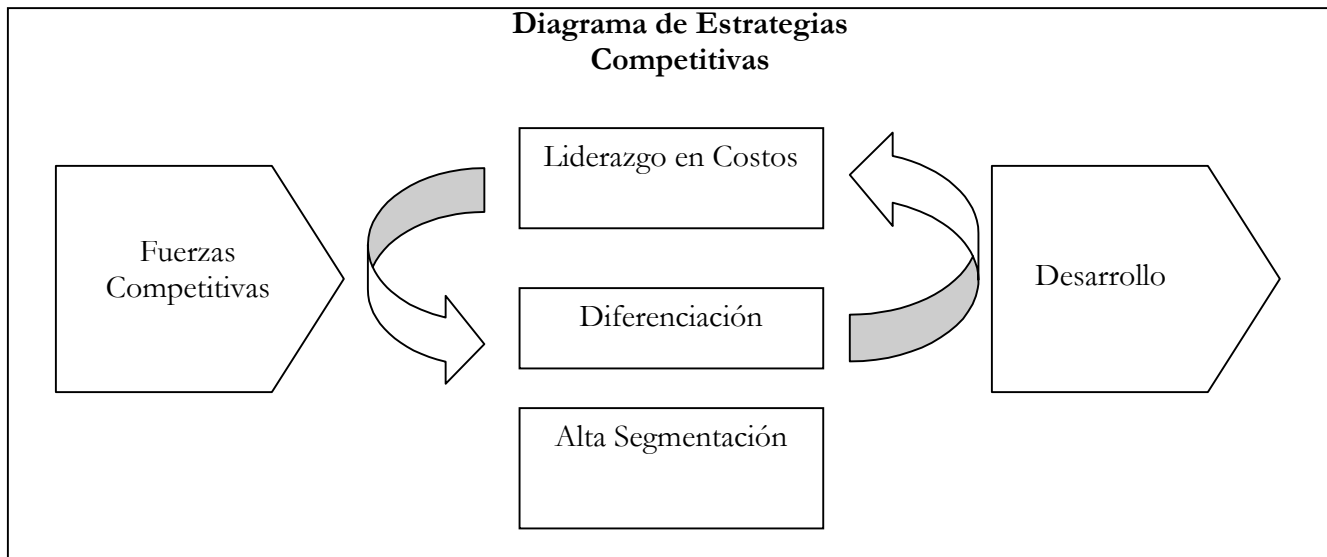 Diagrama de Estrategias
Competitivas
Liderazgo en Costos
Fuerzas
Competitivas
Diferenciación
Desarrollo
Alta Segmentación